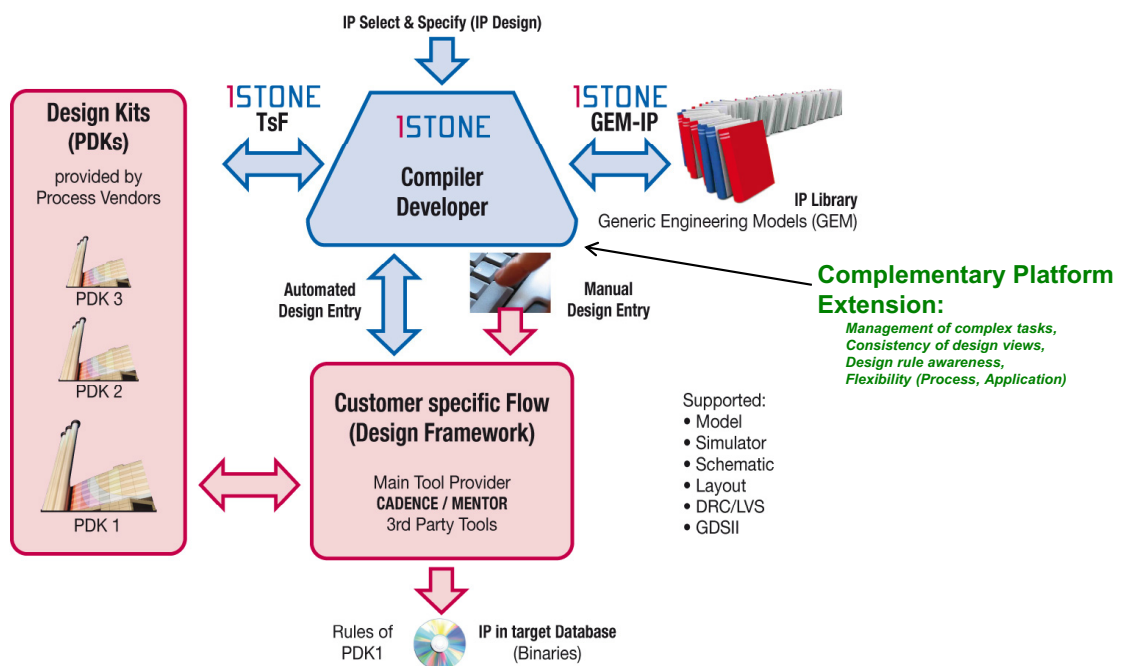 IP Select & Specify (IP Design)
Design Kits
(PDKs)
provided by
Process Vendors
PDK 3
PDK 2
PDK 1
1STONE
TsF
1STONE
Compiler
Developer
1STONE
GEM-IP
IP Library
Generic Engineering Models (GEM)
Automated
Design Entry
Manual
Design Entry
Complementary Platform
Extension:
Management of complex tasks,
Consistency of design views,
Design rule awareness,
Flexibility (Process, Application)
Customer specific Flow
(Design Framework)
Main Tool Provider
CADENCE / MENTOR
3rd Party Tools
Supported:
• Model
• Simulator
• Schematic
• Layout
• DRC/LVS
• GDSII
Rules of
PDK1
IP in target Database
(Binaries)